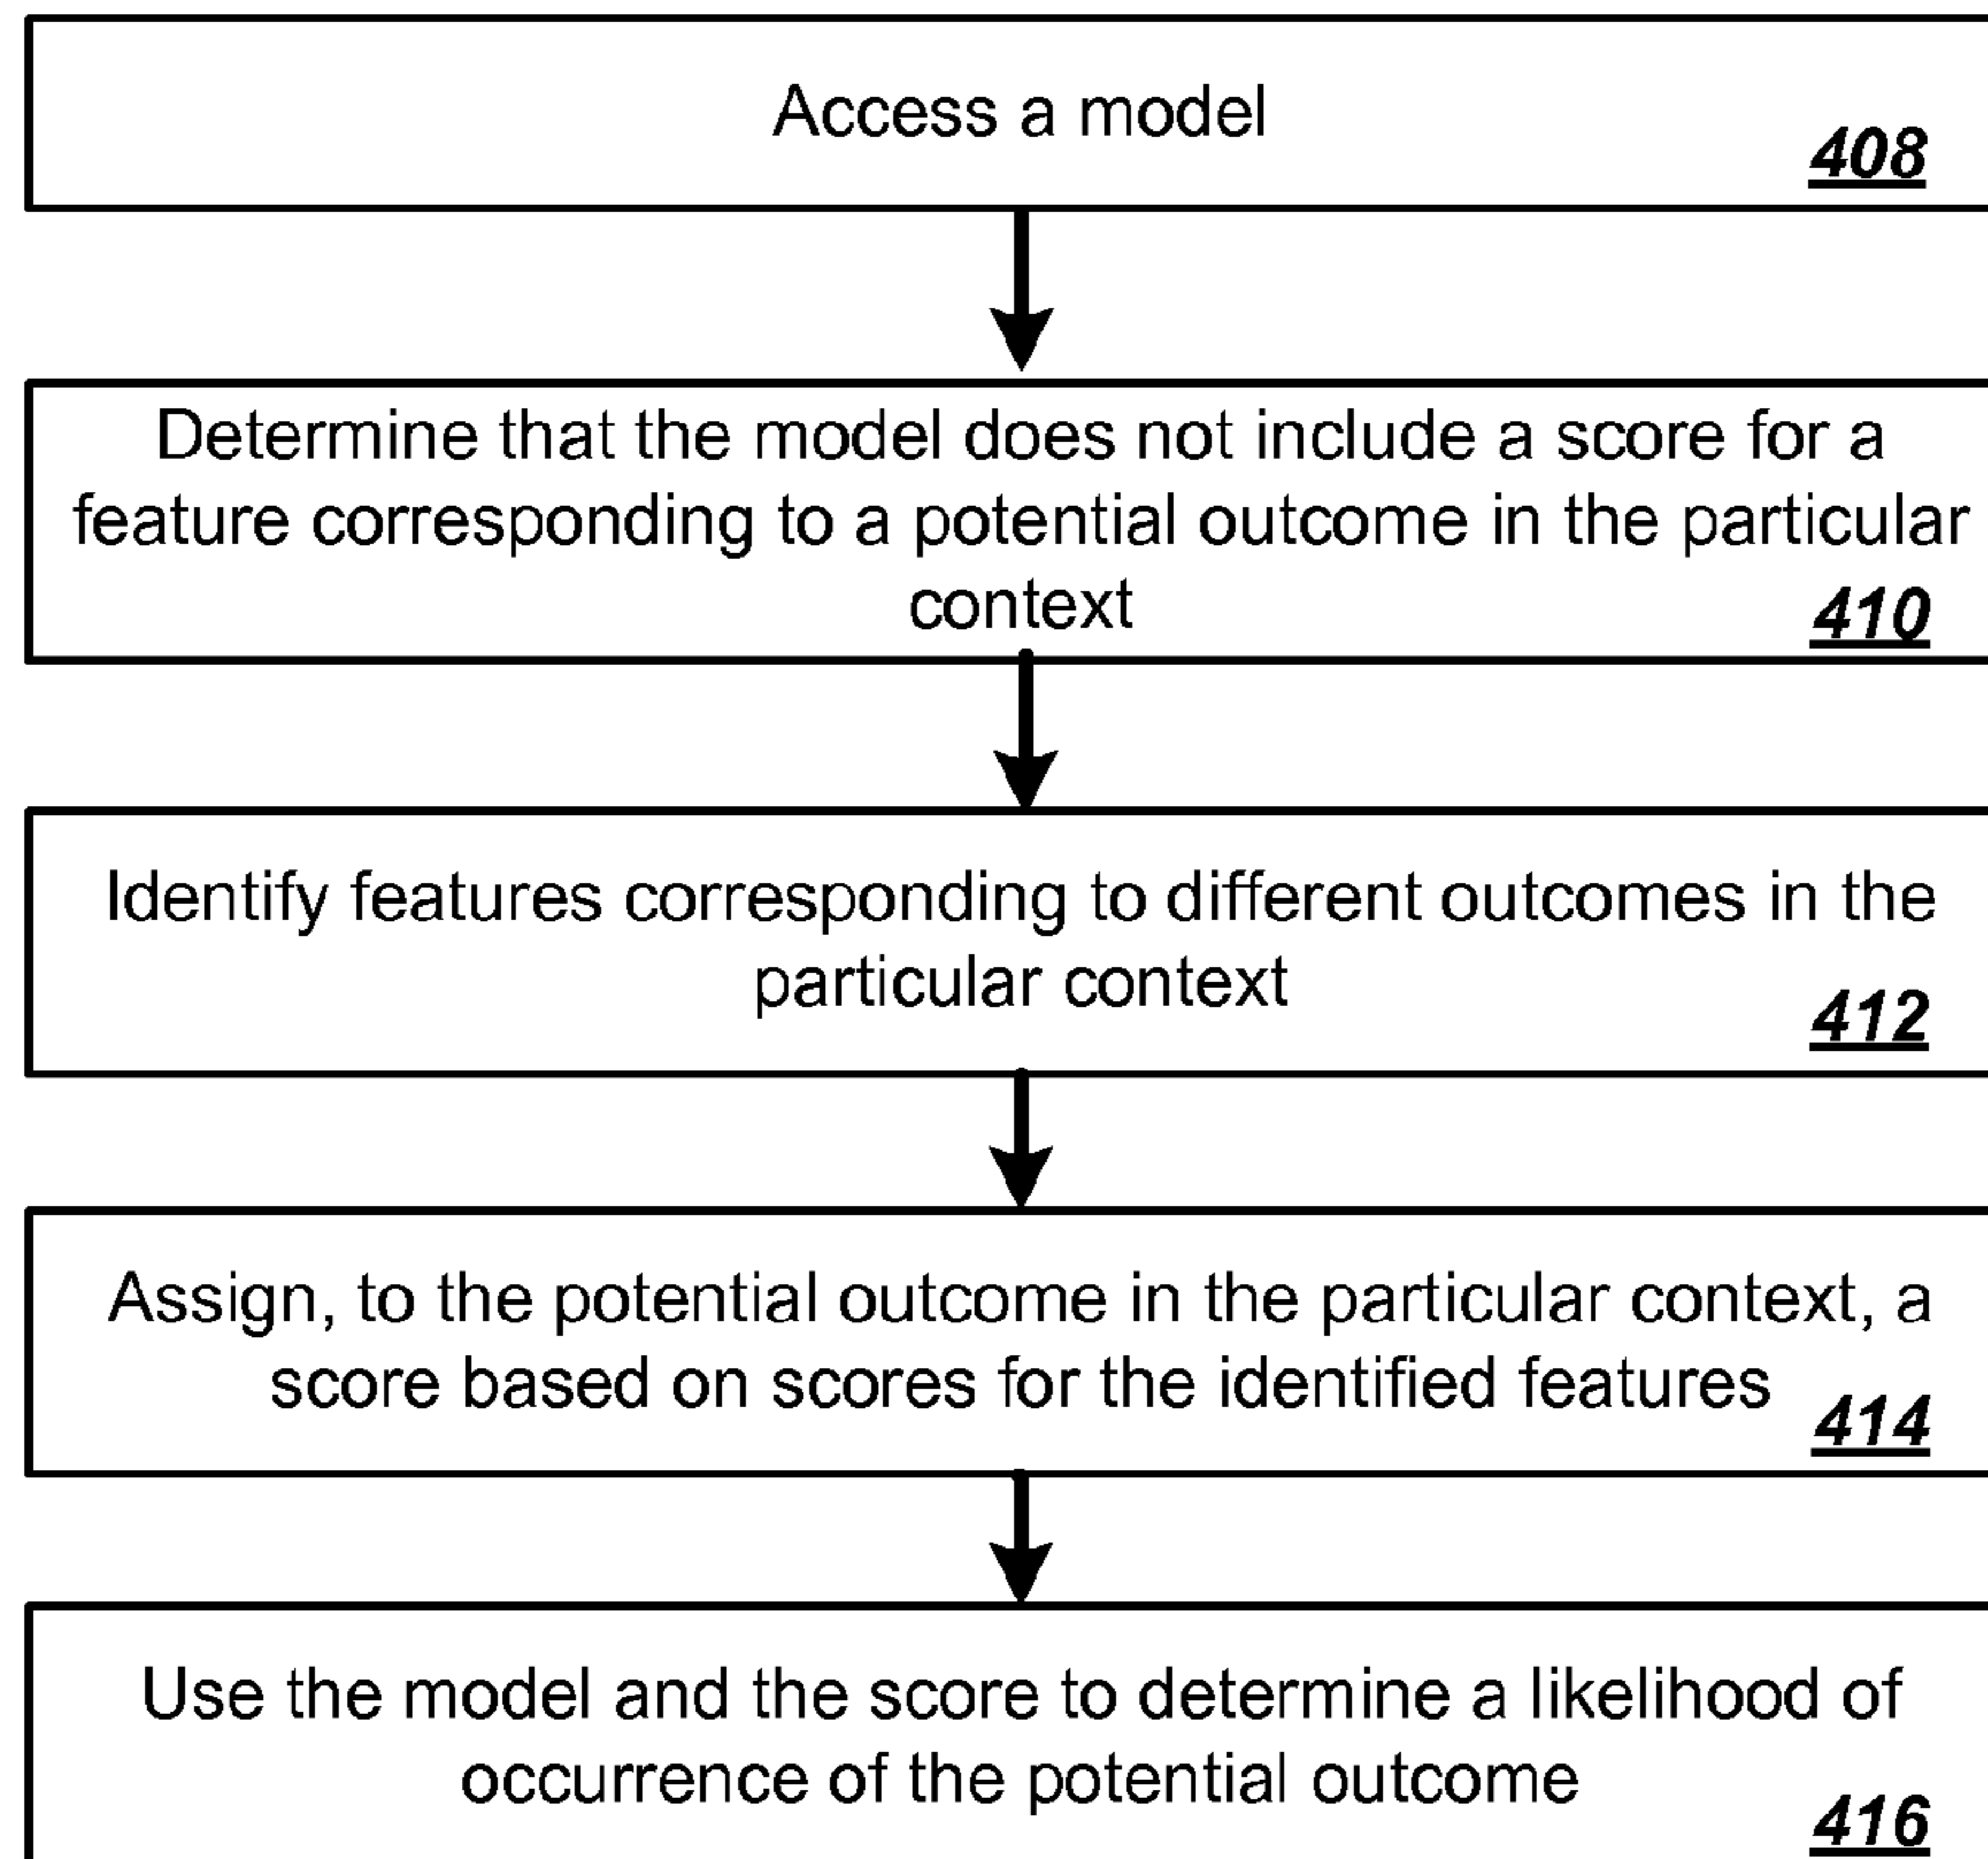 Access a model
408
Determine that the model does not include a score for a
feature corresponding to a potential outcome in the particular
context
410
Identify features corresponding to different outcomes in the
particular context
412
Assign, to the potential outcome in the particular context, a
score based on scores for the identified features
414
Use the model and the score to determine a likelihood of
occurrence of the potential outcome
416